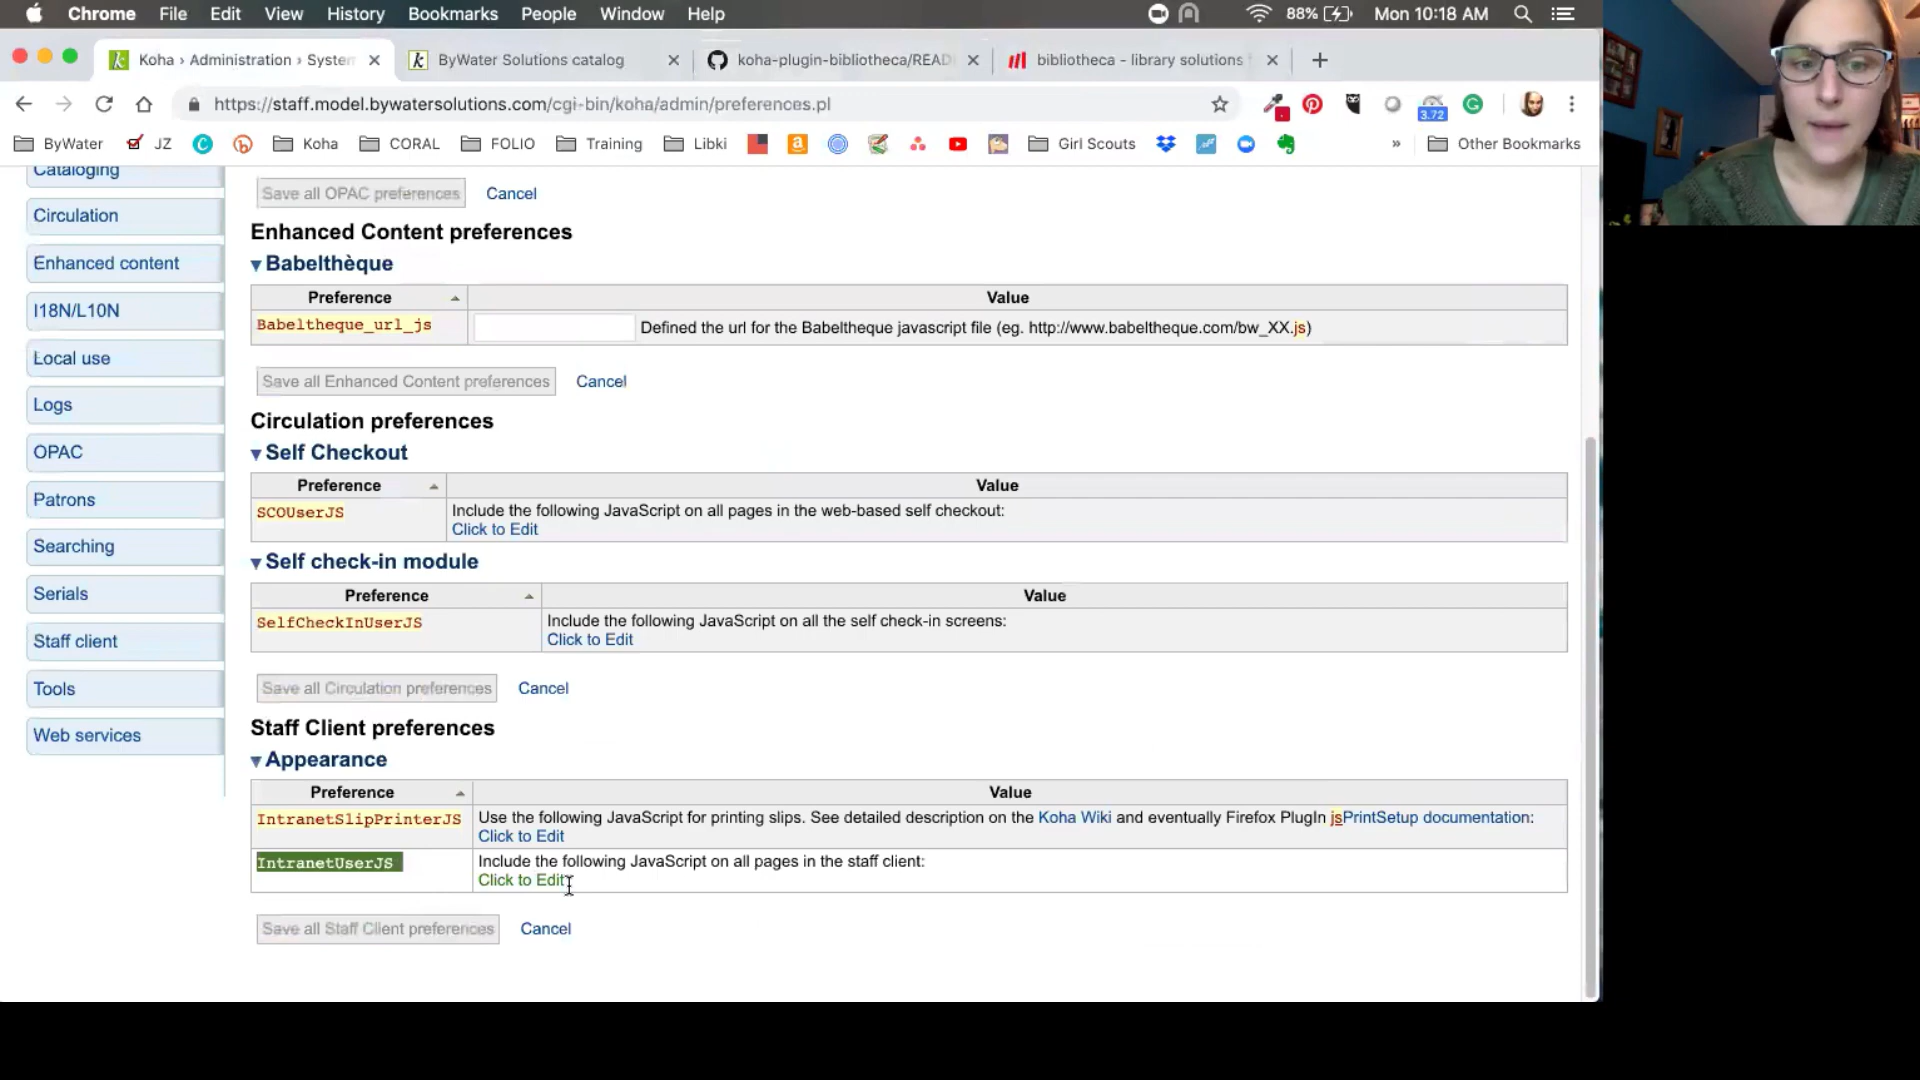 Chrome File Edit View History Bookmarks People Window Help 88% Mon 10:18 AM
Koha › Administration › System ByWater Solutions catalog koha-plugin-bibliotheca/READ bibliotheca - library solutions
https://staff.model.bywatersolutions.com/cgi-bin/koha/admin/preferences.pl 3.72
ByWater JZ Koha CORAL FOLIO Training Libki Girl Scouts » Other Bookmarks
Cataloging
Circulation
Enhanced content
I18N/L10N
Local use
Logs
OPAC
Patrons
Searching
Serials
Staff client
Tools
Web services
Save all OPAC preferences Cancel
Enhanced Content preferences
Babelthèque
Preference Value
Babeltheque_url_js Defined the url for the Babeltheque javascript file (eg. http://www.babeltheque.com/bw_XX.js)
Save all Enhanced Content preferences Cancel
Circulation preferences
Self Checkout
Preference Value
SCOUserJS Include the following JavaScript on all pages in the web-based self checkout:
Click to Edit
Self check-in module
Preference Value
SelfCheckInUserJS Include the following JavaScript on all the self check-in screens:
Click to Edit
Save all Circulation preferences Cancel
Staff Client preferences
Appearance
Preference Value
IntranetSlipPrinterJS Use the following JavaScript for printing slips. See detailed description on the Koha Wiki and eventually Firefox PlugIn jsPrintSetup documentation:
Click to Edit
IntranetUserJS Include the following JavaScript on all pages in the staff client:
Click to Edit
Save all Staff Client preferences Cancel